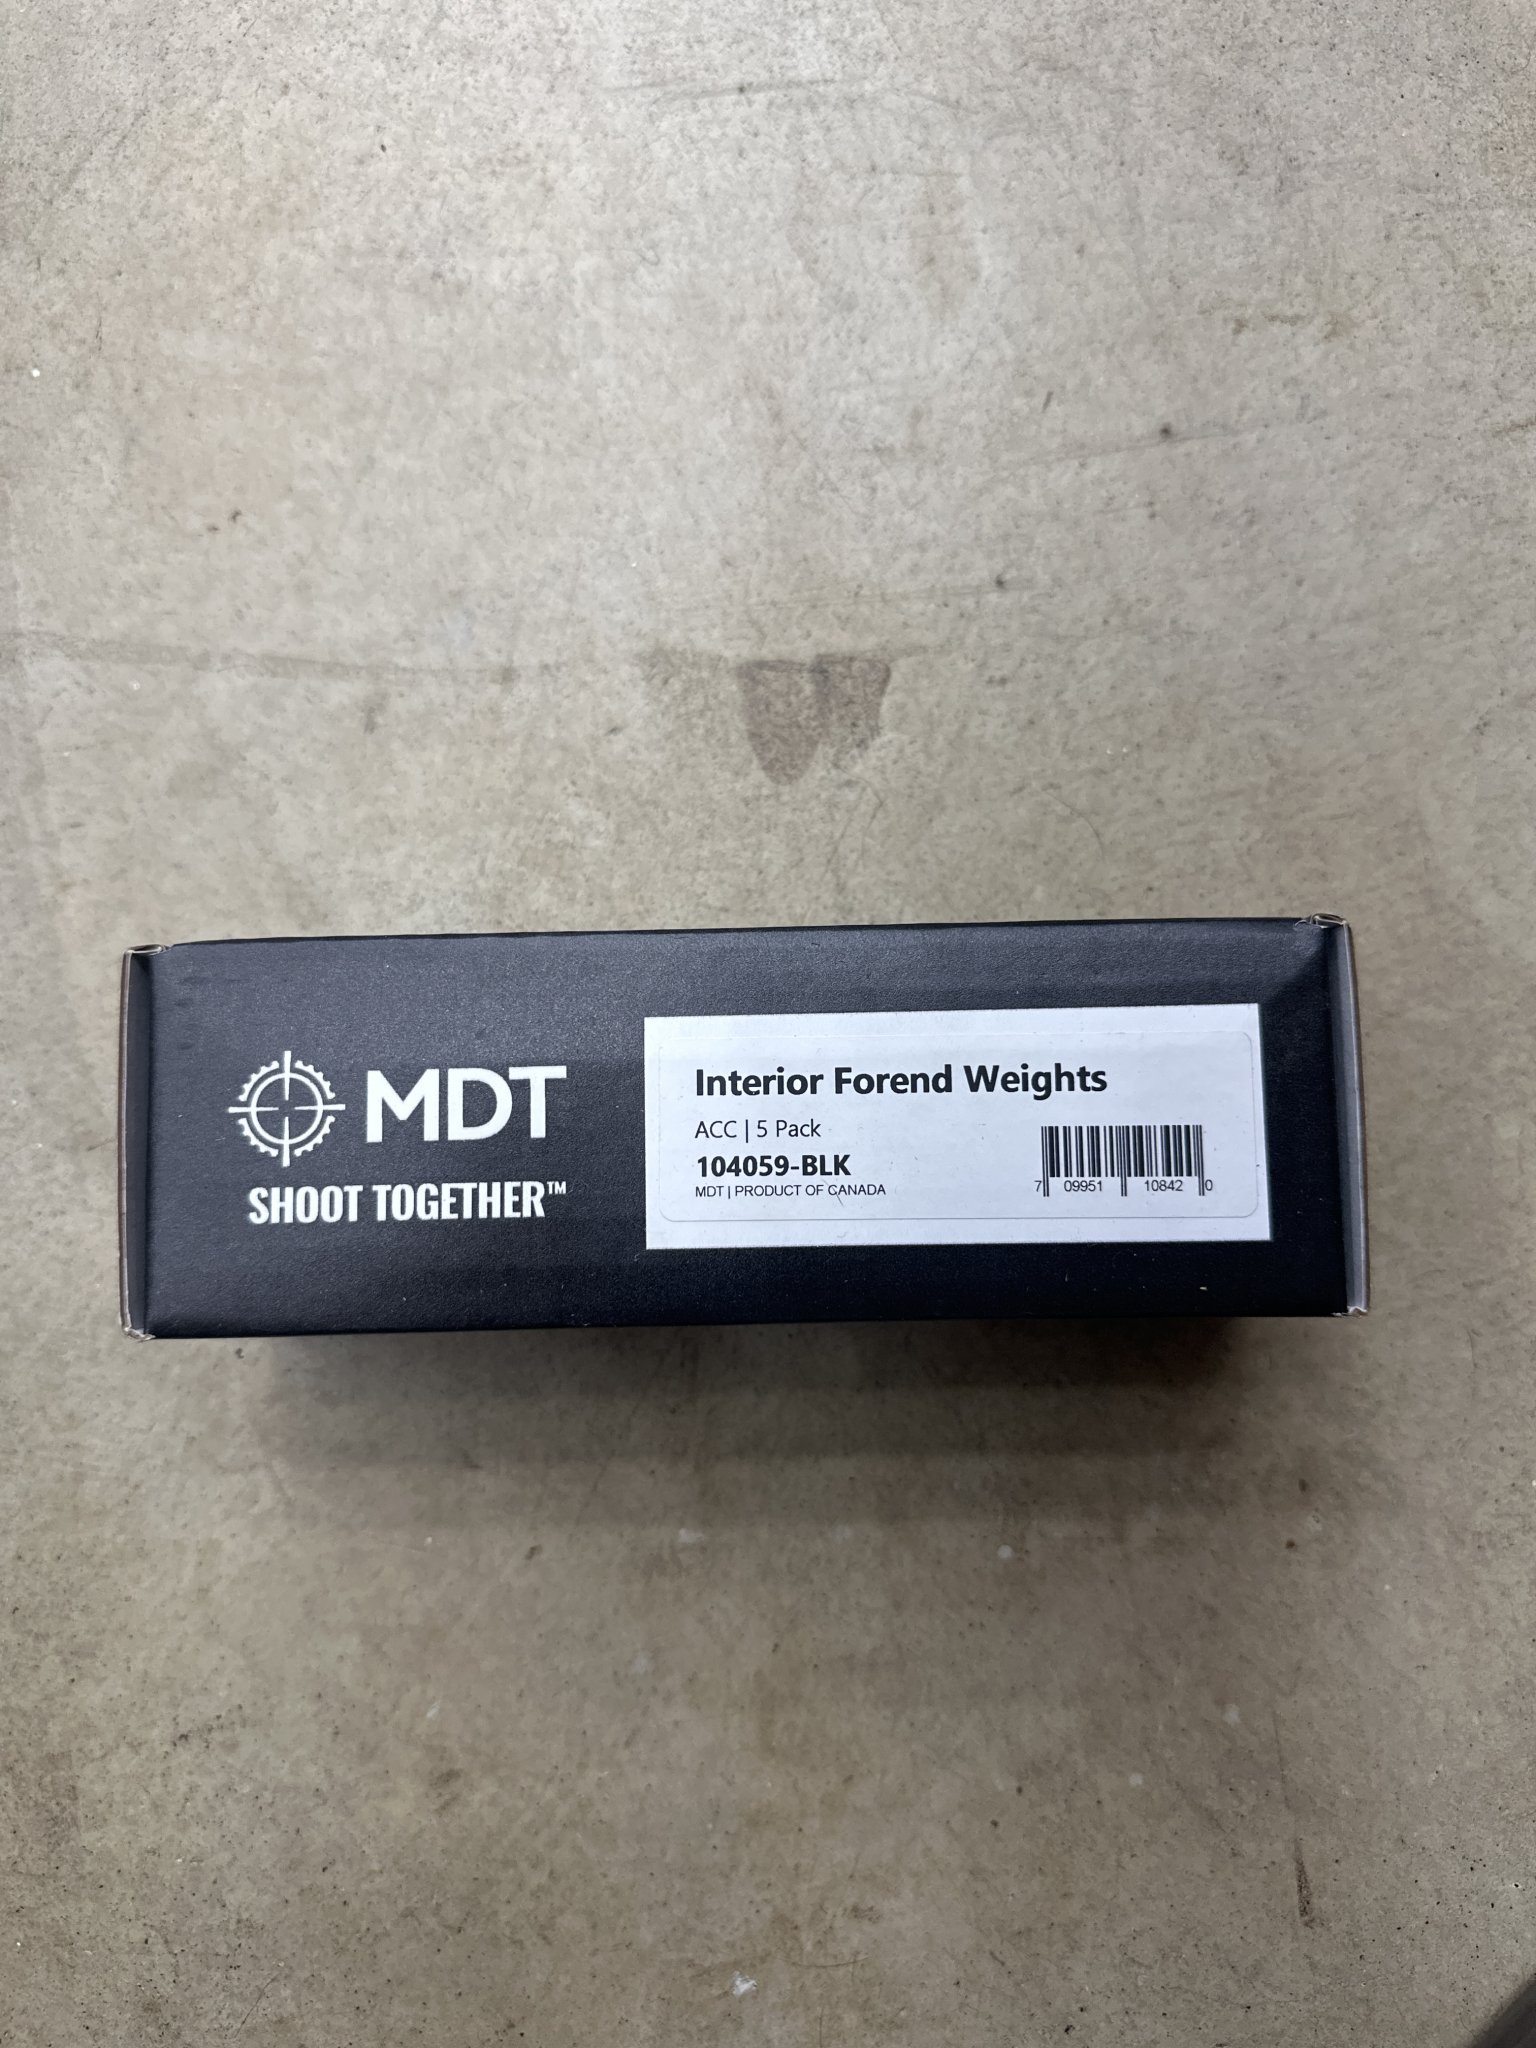 MDT
SHOOT TOGETHER™
Interior Forend Weights
ACC | 5 Pack
104059-BLK
MDT | PRODUCT OF CANADA
7 09951 10842 0